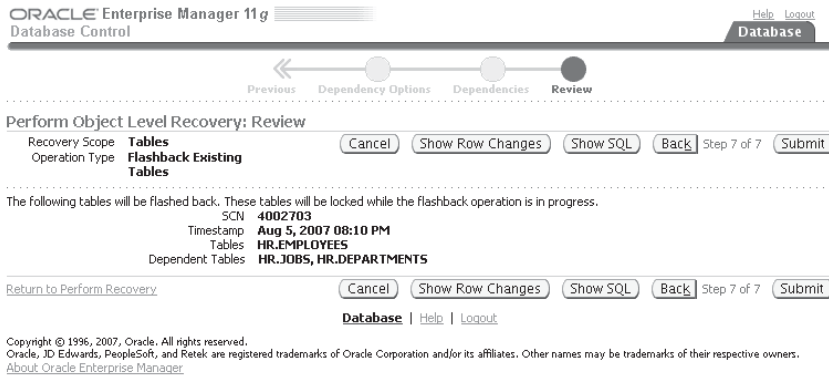 ORACLE Enterprise Manager 11g
Database Control
Help Logout
Database
Previous Dependency Options Dependencies Review
Perform Object Level Recovery: Review
Recovery Scope Tables
Operation Type Flashback Existing Tables
Cancel Show Row Changes Show SQL Back Step 7 of 7 Submit
The following tables will be flashed back. These tables will be locked while the flashback operation is in progress.
SCN 4002703
Timestamp Aug 5, 2007 08:10 PM
Tables HR.EMPLOYEES
Dependent Tables HR.JOBS, HR.DEPARTMENTS
Return to Perform Recovery
Cancel Show Row Changes Show SQL Back Step 7 of 7 Submit
Database | Help | Logout
Copyright © 1996, 2007, Oracle. All rights reserved.
Oracle, JD Edwards, PeopleSoft, and Retek are registered trademarks of Oracle Corporation and/or its affiliates. Other names may be trademarks of their respective owners.
About Oracle Enterprise Manager